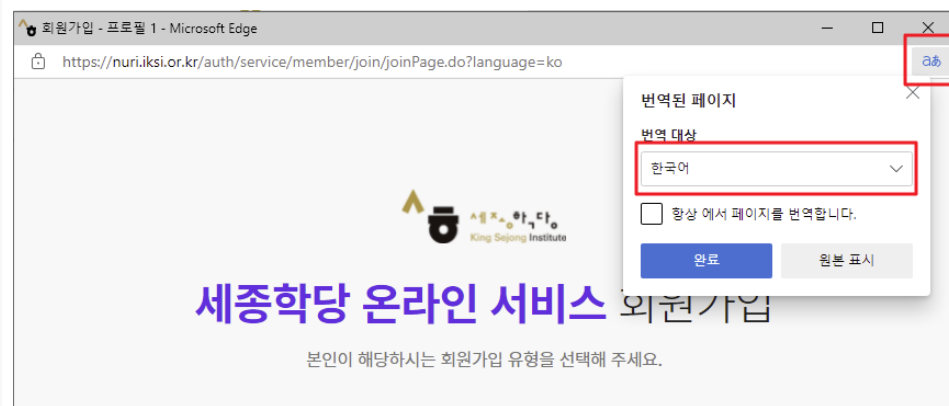 회원가입 - 프로필 1 - Microsoft Edge
https://nuri.iksi.or.kr/auth/service/member/join/joinPage.do?language=ko
aあ
번역된 페이지
번역 대상
한국어
항상 에서 페이지를 번역합니다.
완료 원본 표시
세종학당
King Sejong Institute
세종학당 온라인 서비스 회원가입
본인이 해당하시는 회원가입 유형을 선택해 주세요.